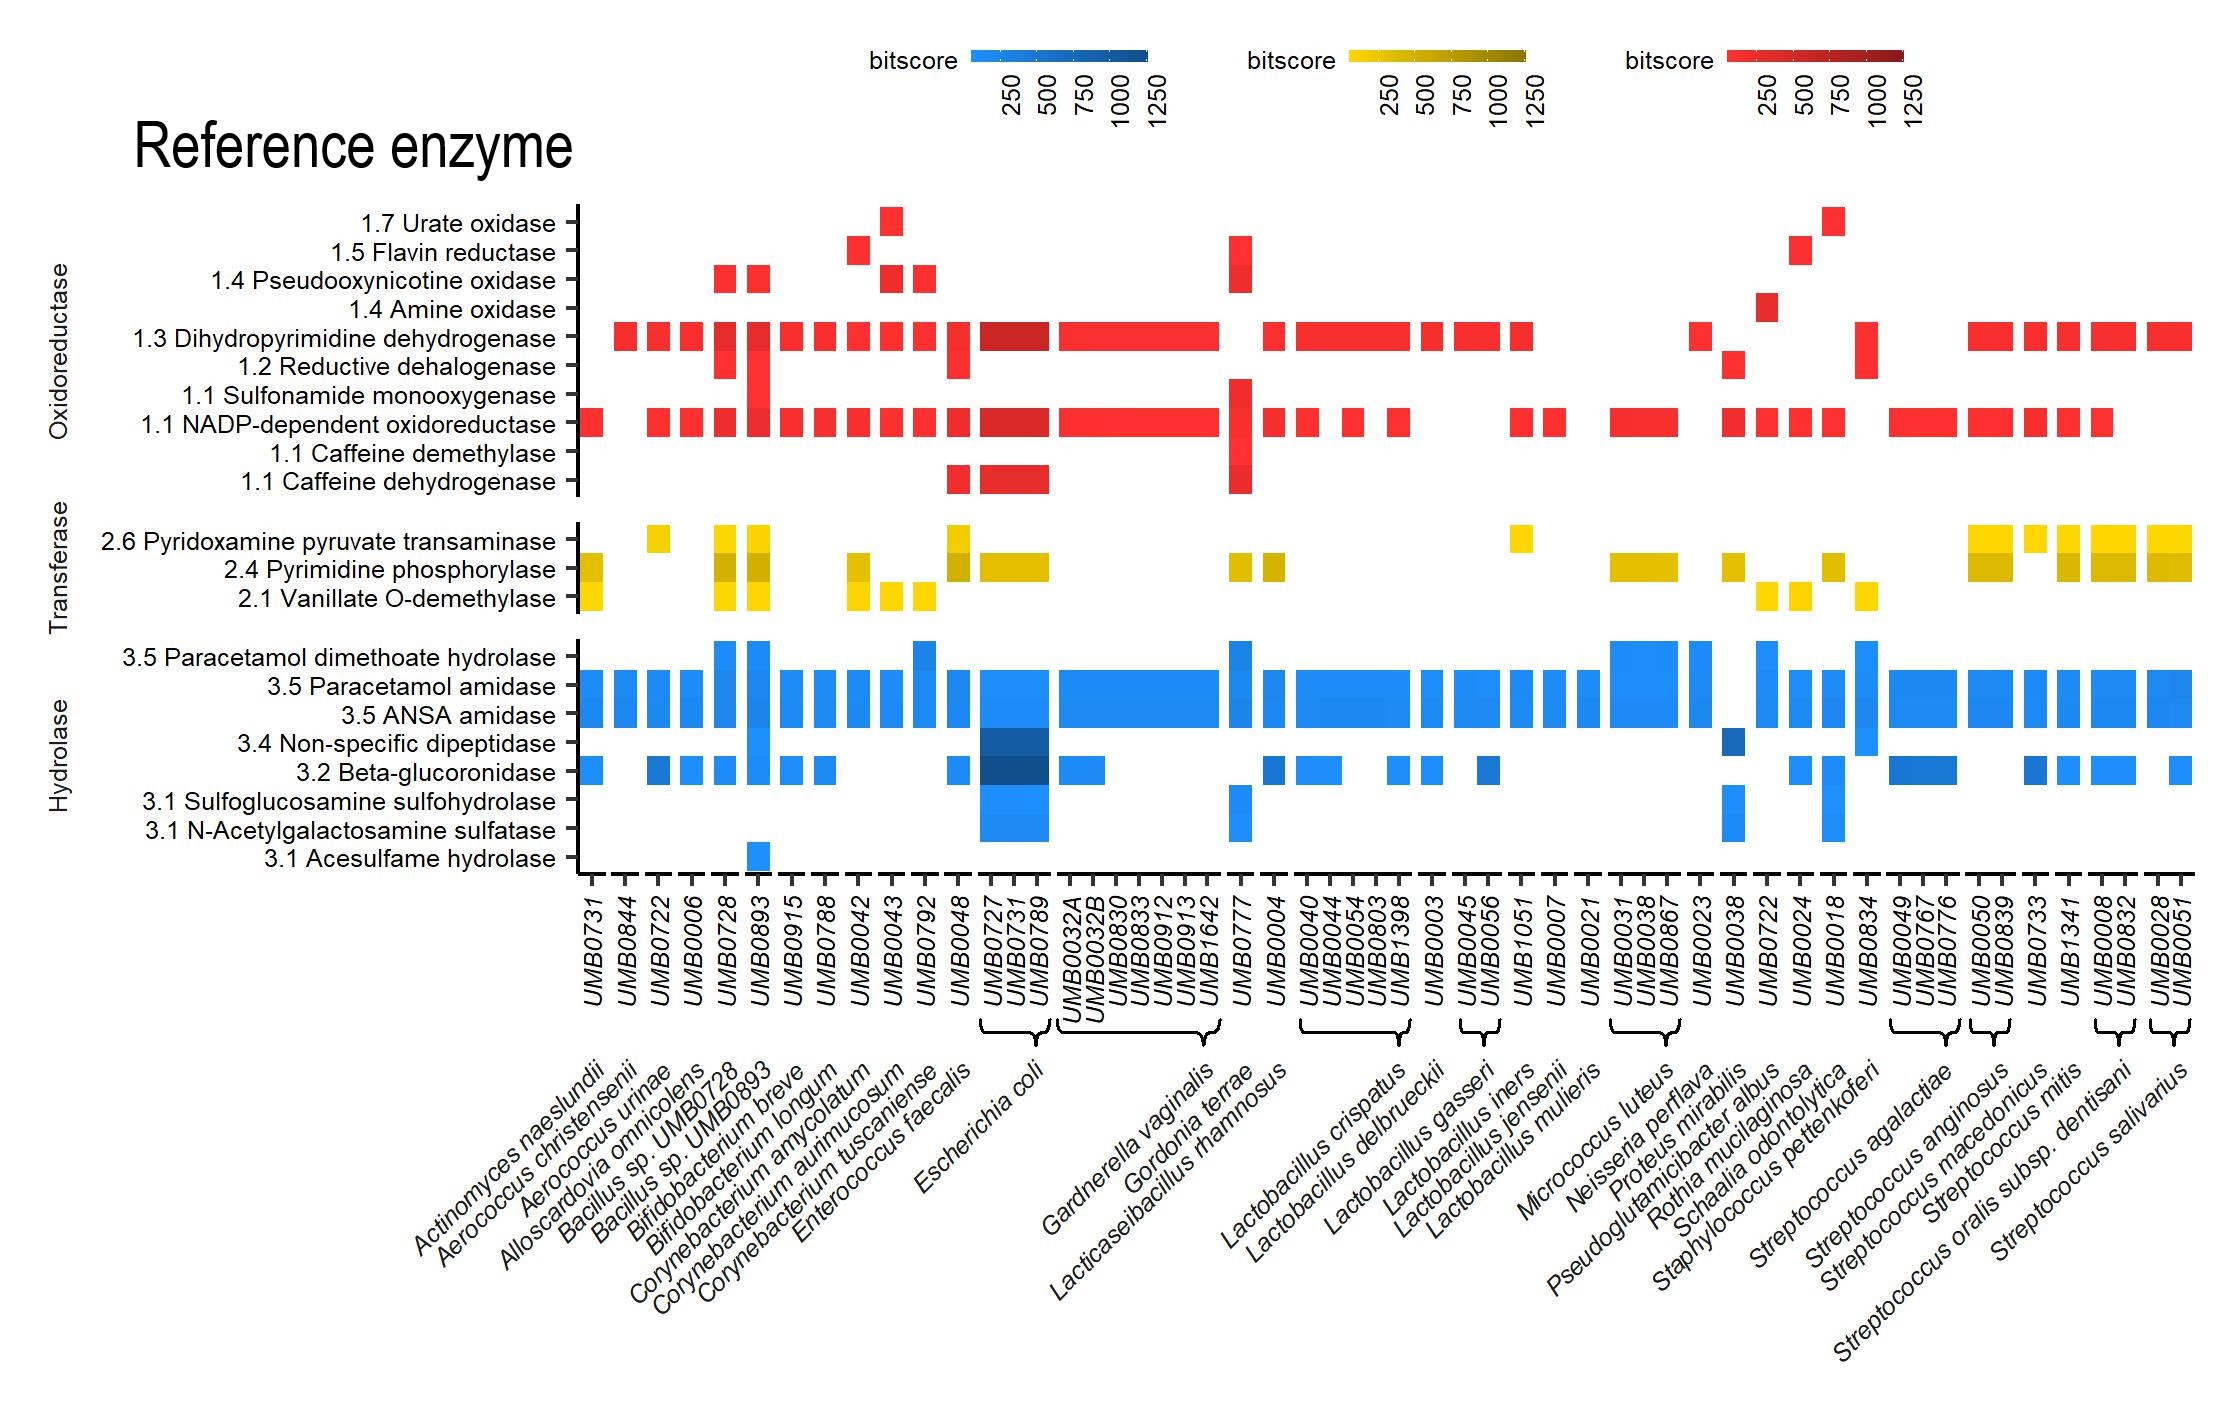 bitscore
250
500
750
1000
1250
bitscore
250
500
750
1000
1250
bitscore
250
500
750
1000
1250
Reference enzyme
Oxidoreductase
1.7 Urate oxidase
1.5 Flavin reductase
1.4 Pseudooxynicotine oxidase
1.4 Amine oxidase
1.3 Dihydropyrimidine dehydrogenase
1.2 Reductive dehalogenase
1.1 Sulfonamide monooxygenase
1.1 NADP-dependent oxidoreductase
1.1 Caffeine demethylase
1.1 Caffeine dehydrogenase
Transferase
2.6 Pyridoxamine pyruvate transaminase
2.4 Pyrimidine phosphorylase
2.1 Vanillate O-demethylase
Hydrolase
3.5 Paracetamol dimethoate hydrolase
3.5 Paracetamol amidase
3.5 ANSA amidase
3.4 Non-specific dipeptidase
3.2 Beta-glucoronidase
3.1 Sulfoglucosamine sulfohydrolase
3.1 N-Acetylgalactosamine sulfatase
3.1 Acesulfame hydrolase
UMB0731
UMB0844
UMB0722
UMB0006
UMB0728
UMB0893
UMB0915
UMB0788
UMB0042
UMB0043
UMB0792
UMB0048
UMB0727
UMB0731
UMB0789
UMB0032A
UMB0032B
UMB0830
UMB0833
UMB0912
UMB0913
UMB1642
UMB0777
UMB0004
UMB0040
UMB0044
UMB0054
UMB0803
UMB1398
UMB0003
UMB0045
UMB0056
UMB1051
UMB0007
UMB0021
UMB0031
UMB0038
UMB0867
UMB0023
UMB0038
UMB0722
UMB0024
UMB0018
UMB0834
UMB0049
UMB0767
UMB0776
UMB0050
UMB0839
UMB0733
UMB1341
UMB0008
UMB0832
UMB0028
UMB0051
Actinomyces naeslundii
Aerococcus christensenii
Aerococcus urinae
Alloscardovia omnicolens
Bacillus sp. UMB0728
Bacillus sp. UMB0893
Bifidobacterium breve
Bifidobacterium longum
Corynebacterium amycolatum
Corynebacterium aurimucosum
Corynebacterium tuscaniense
Enterococcus faecalis
Escherichia coli
Gardnerella vaginalis
Gordonia terrae
Lacticaseibacillus rhamnosus
Lactobacillus crispatus
Lactobacillus delbrueckii
Lactobacillus gasseri
Lactobacillus iners
Lactobacillus jensenii
Lactobacillus mulieris
Micrococcus luteus
Neisseria perflava
Proteus mirabilis
Pseudoglutamicibacter albus
Rothia mucilaginosa
Schaalia odontolytica
Staphylococcus pettenkoferi
Streptococcus agalactiae
Streptococcus anginosus
Streptococcus macedonicus
Streptococcus mitis
Streptococcus oralis subsp. dentisani
Streptococcus salivarius